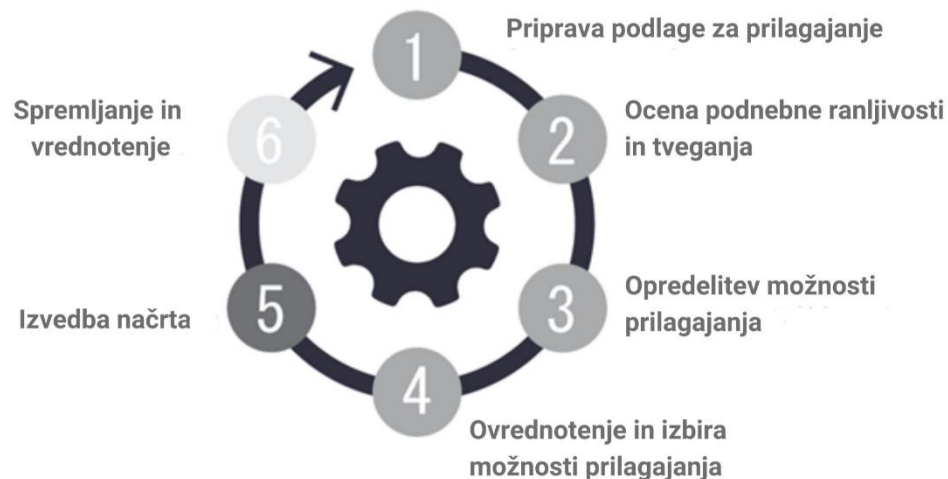 1
Priprava podlage za prilagajanje
2
Ocena podnebne ranljivosti
in tveganja
3
Opredelitev možnosti
prilagajanja
4
Ovrednotenje in izbira
možnosti prilagajanja
5
Izvedba načrta
6
Spremljanje in
vrednotenje